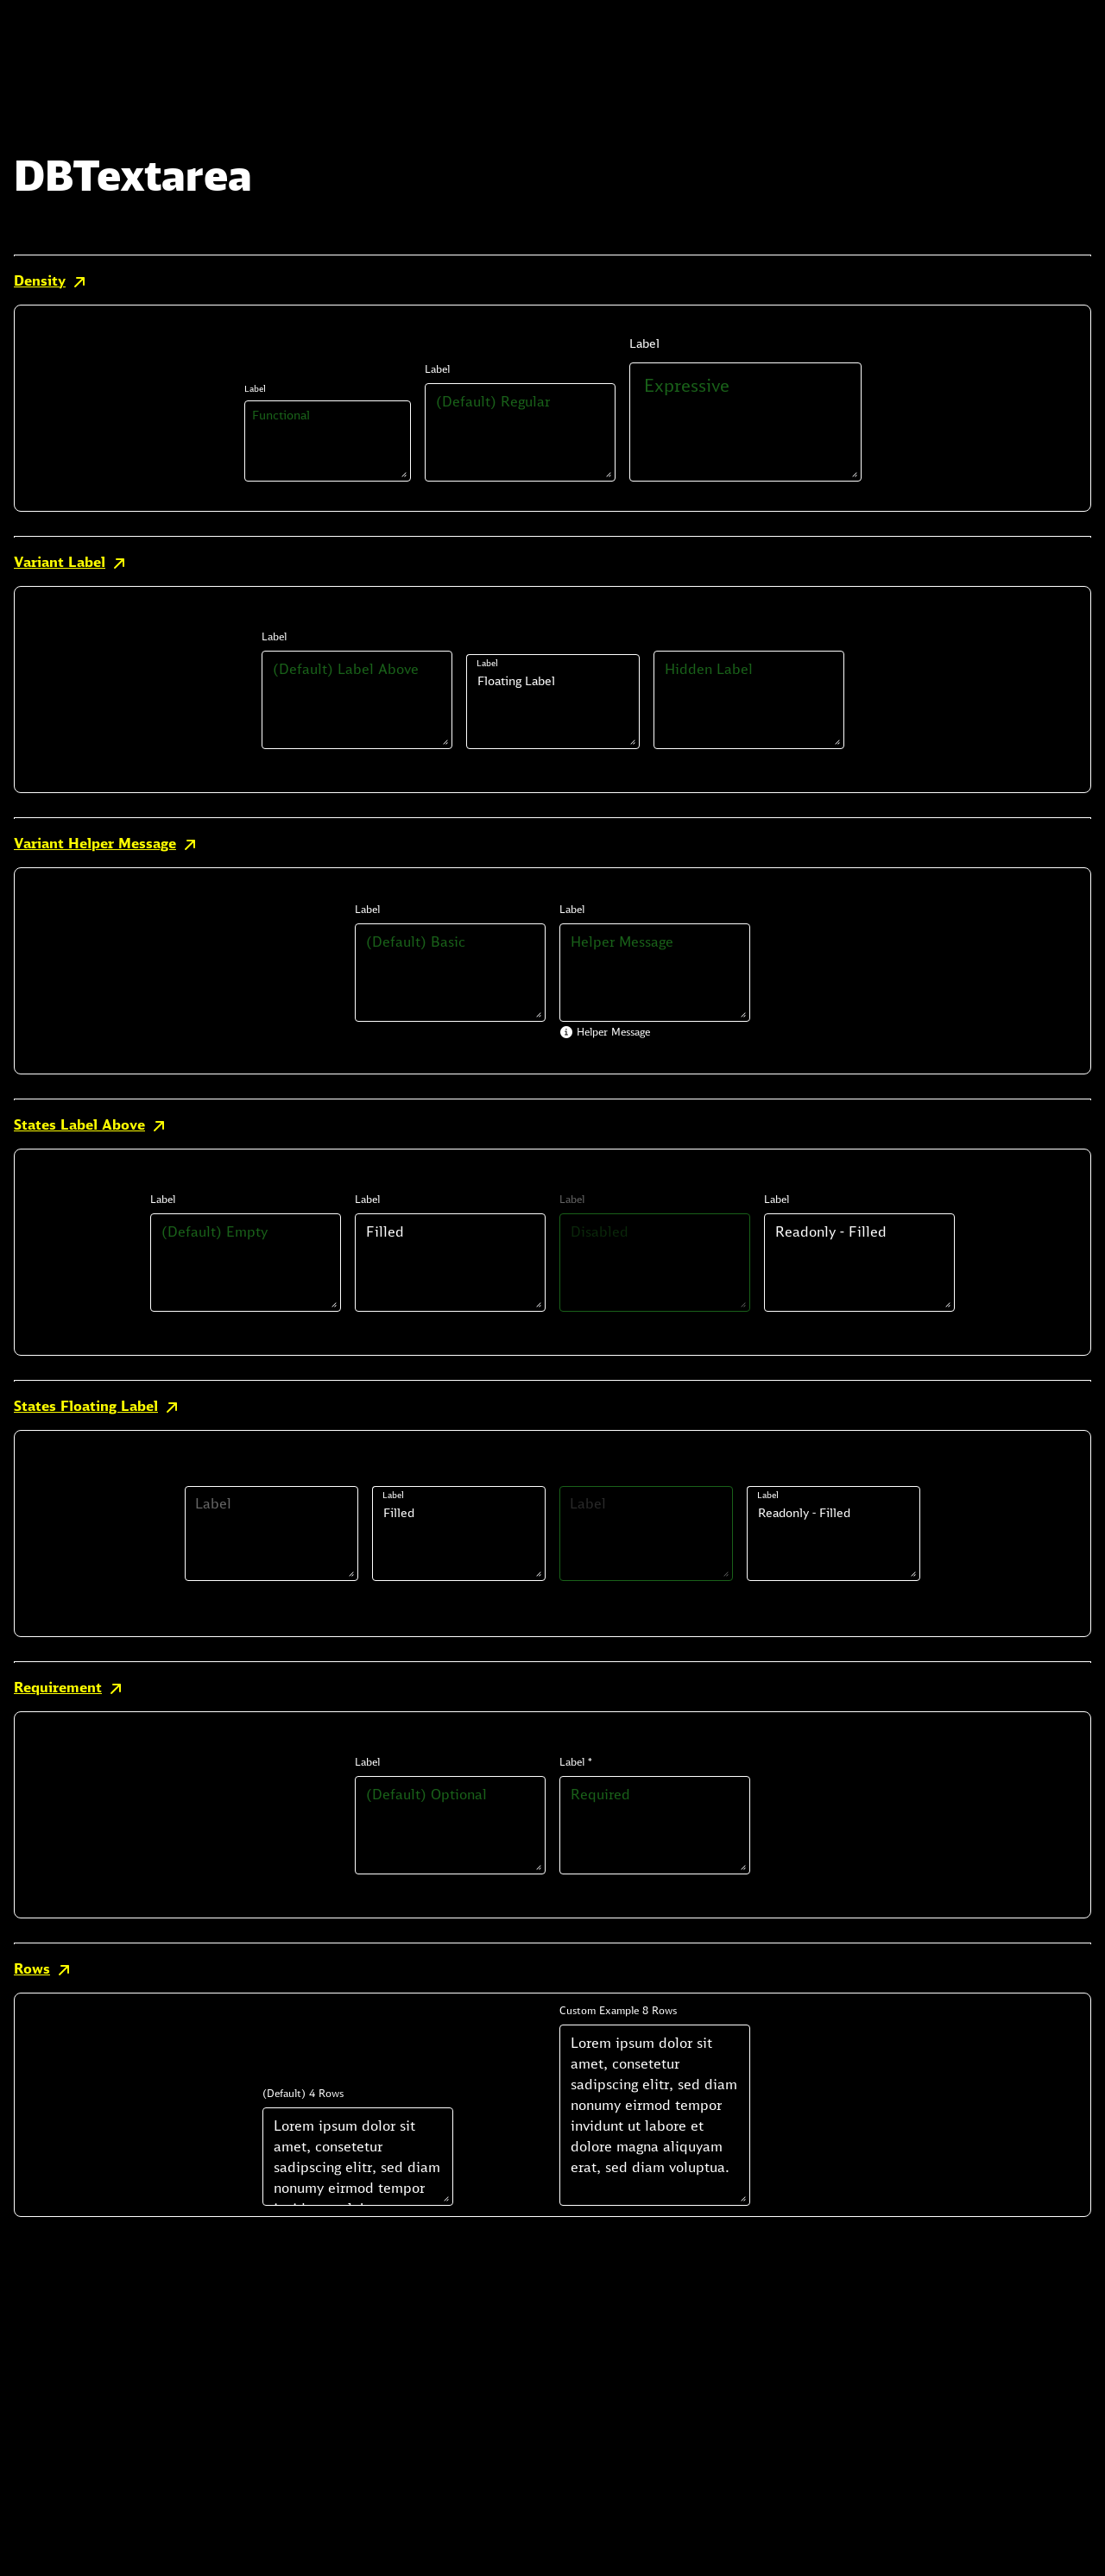 DBTextarea
Density
Label
Functional
Label
(Default) Regular
Label
Expressive
Variant Label
Label
(Default) Label Above
Label
Floating Label
Hidden Label
Variant Helper Message
Label
(Default) Basic
Label
Helper Message
Helper Message
States Label Above
Label
(Default) Empty
Label
Filled
Label
Disabled
Label
Readonly - Filled
States Floating Label
Label
Label
Filled
Label
Label
Readonly - Filled
Requirement
Label
(Default) Optional
Label *
Required
Rows
(Default) 4 Rows
Lorem ipsum dolor sit
amet, consetetur
sadipscing elitr, sed diam
nonumy eirmod tempor
Custom Example 8 Rows
Lorem ipsum dolor sit
amet, consetetur
sadipscing elitr, sed diam
nonumy eirmod tempor
invidunt ut labore et
dolore magna aliquyam
erat, sed diam voluptua.